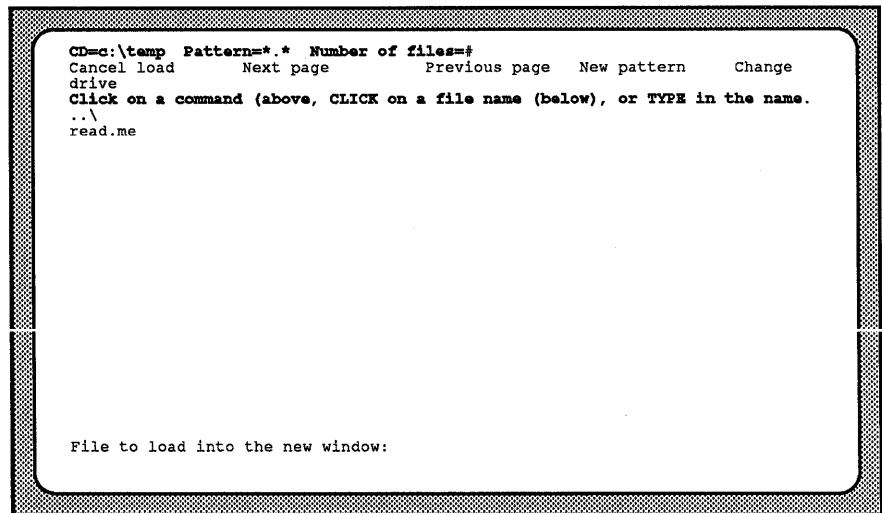 CD=c:\temp Pattern=*.* Number of files=#
Cancel load Next page Previous page New pattern Change
drive
Click on a command (above, CLICK on a file name (below), or TYPE in the name.
..\
read.me
File to load into the new window: